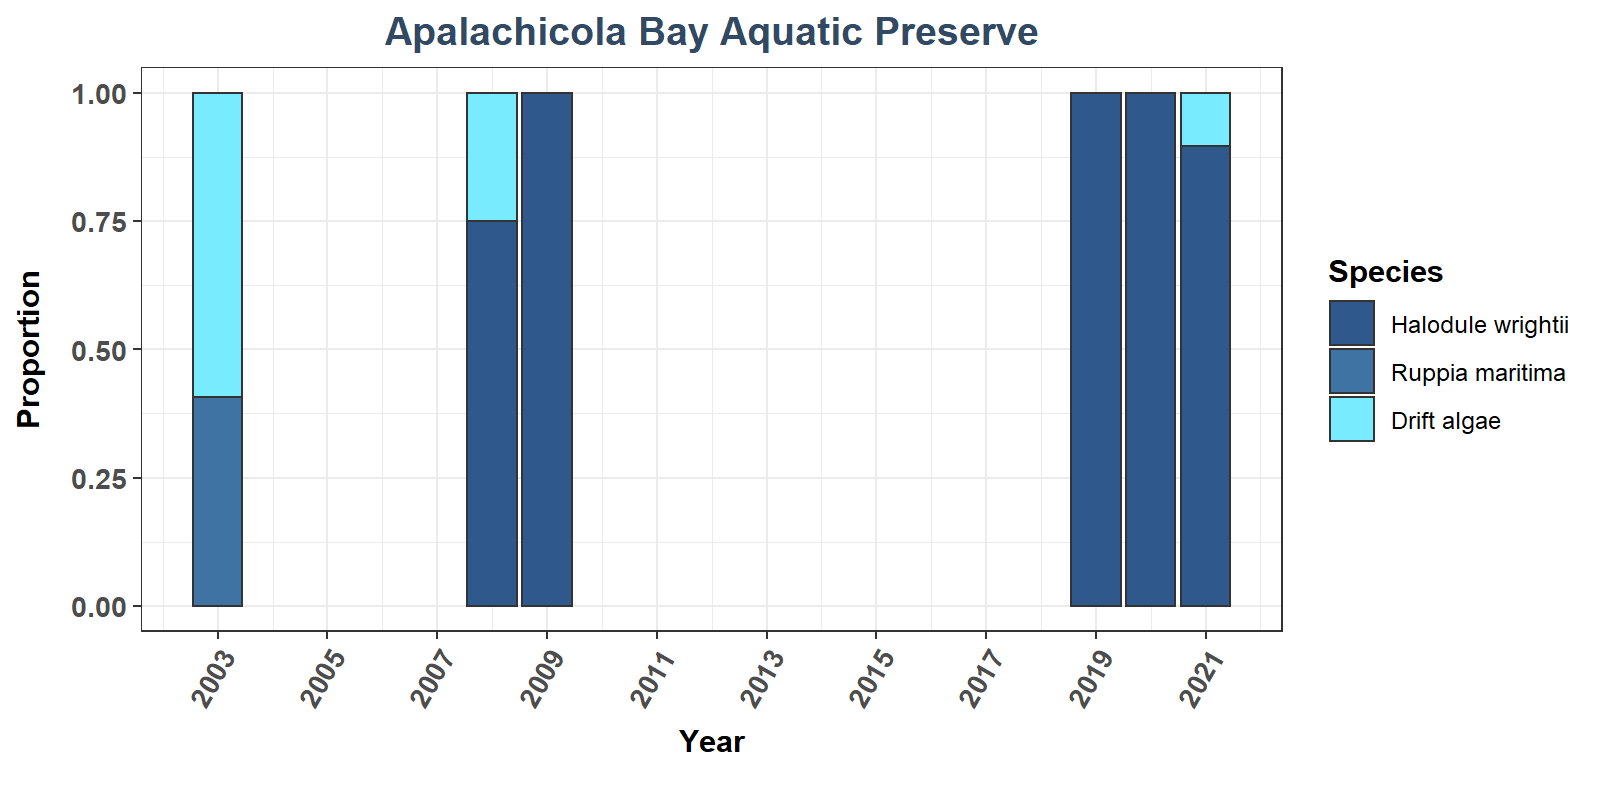 Apalachicola Bay Aquatic Preserve
1.00
0.75
0.50
0.25
0.00
Proportion
2003
2005
2007
2009
2011
2013
2015
2017
2019
2021
Year
Species
Halodule wrightii
Ruppia maritima
Drift algae